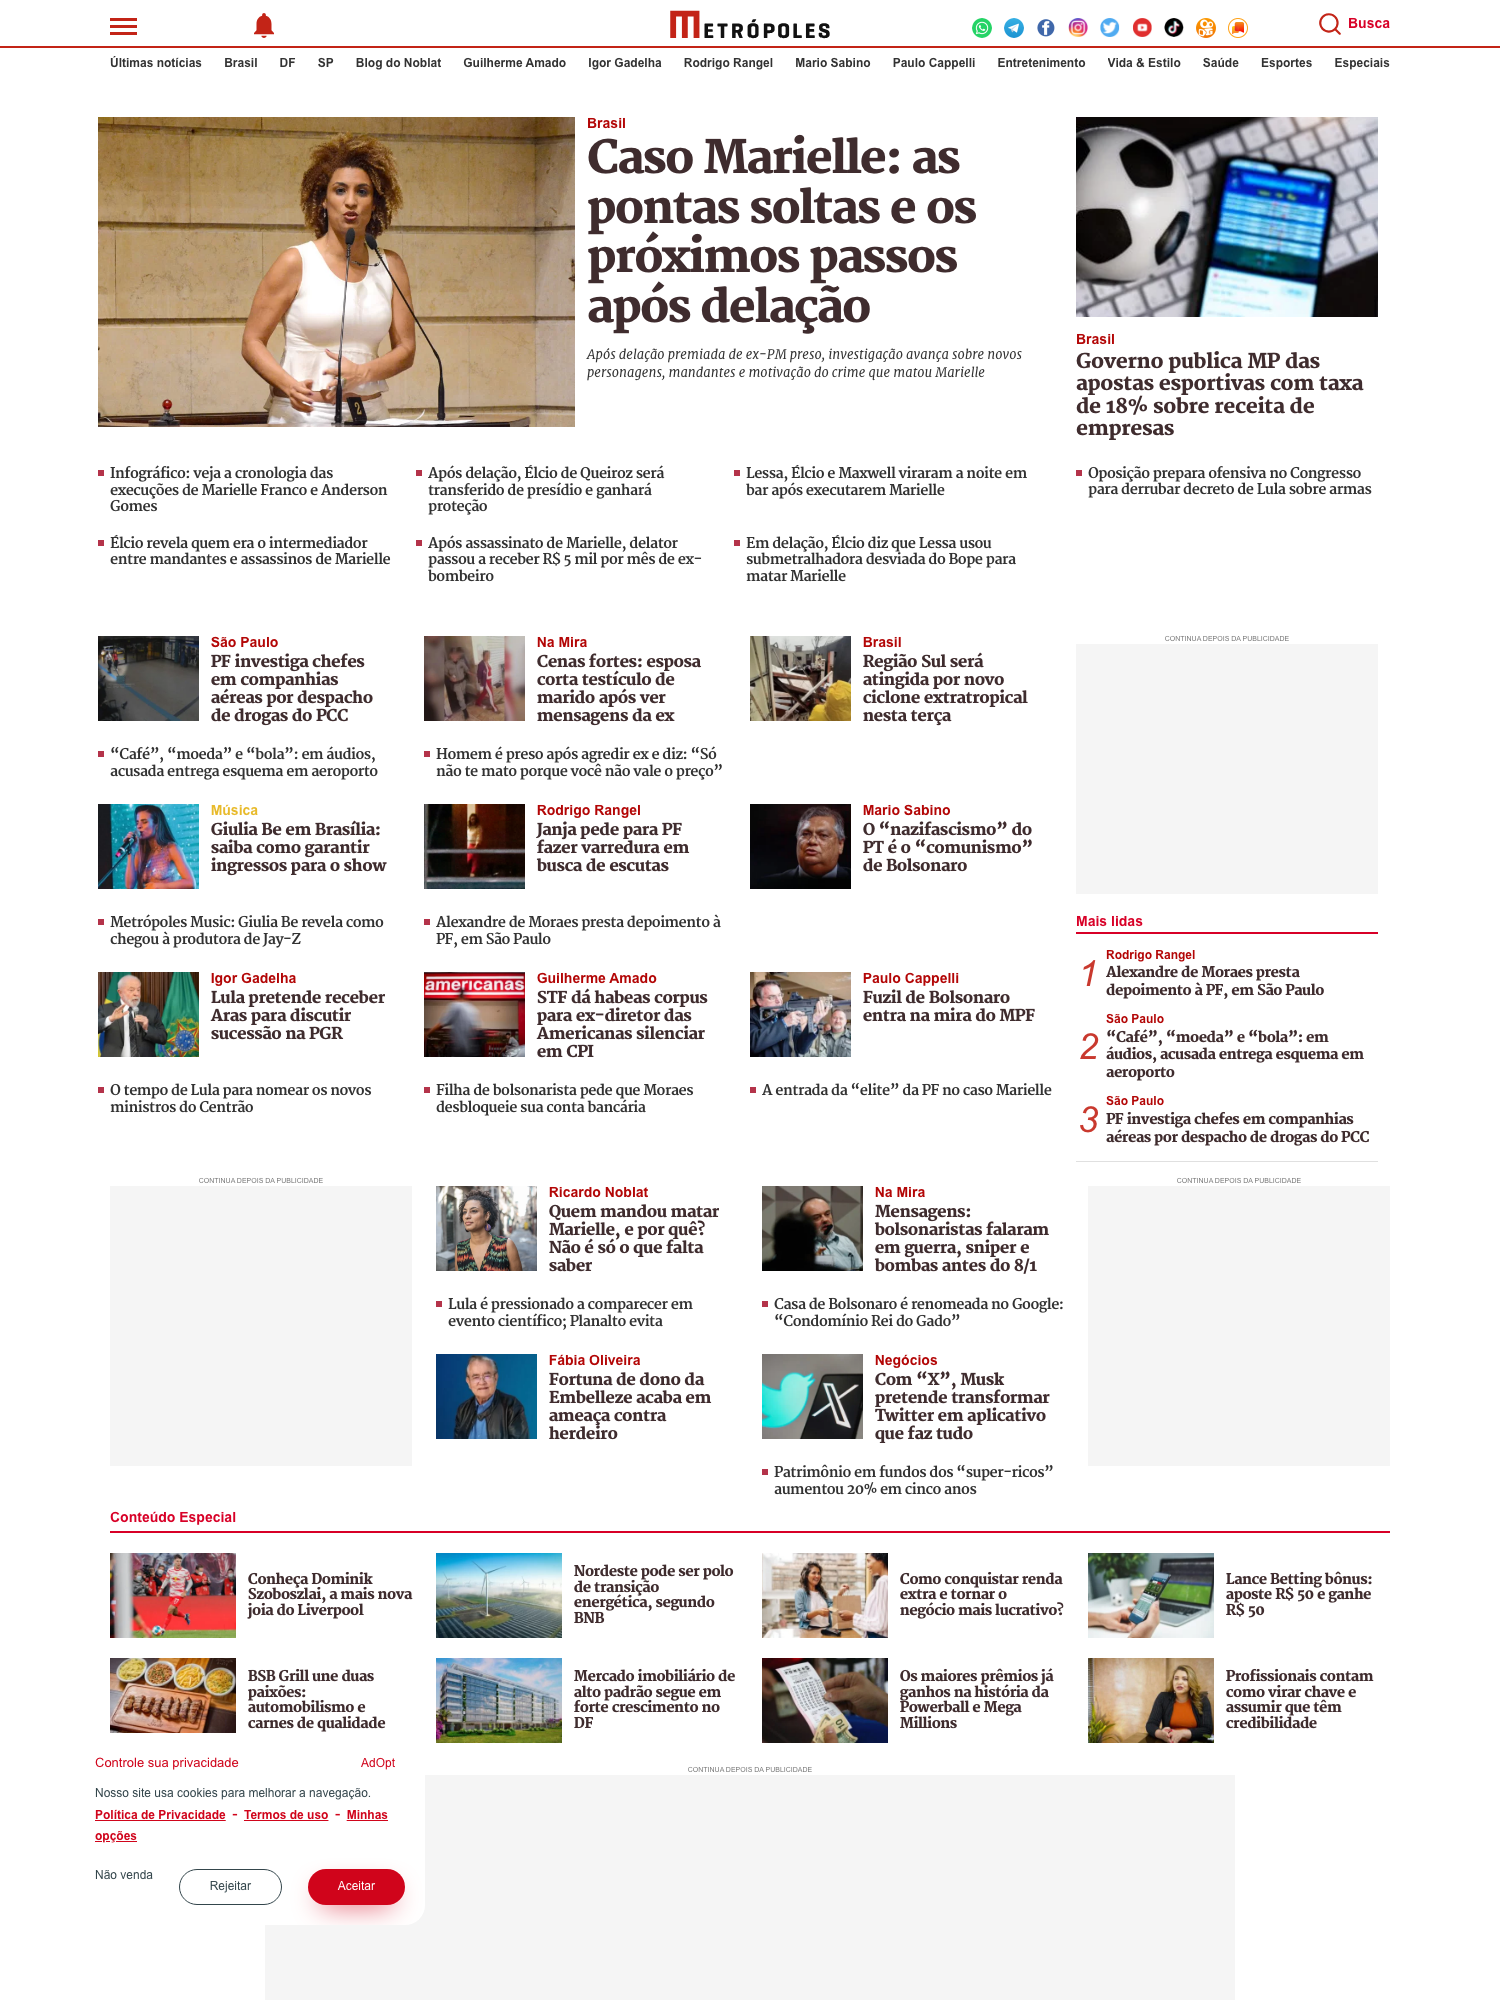 METRÓPOLES
Busca
Últimas notícias Brasil DF SP Blog do Noblat Guilherme Amado Igor Gadelha Rodrigo Rangel Mario Sabino Paulo Cappelli Entretenimento Vida & Estilo Saúde Esportes Especiais
Brasil
Caso Marielle: as
pontas soltas e os
próximos passos
após delação
Após delação premiada de ex-PM preso, investigação avança sobre novos
personagens, mandantes e motivação do crime que matou Marielle
Brasil
Governo publica MP das
apostas esportivas com taxa
de 18% sobre receita de
empresas
Infográfico: veja a cronologia das
execuções de Marielle Franco e Anderson
Gomes
Após delação, Élcio de Queiroz será
transferido de presídio e ganhará
proteção
Lessa, Élcio e Maxwell viraram a noite em
bar após executarem Marielle
Oposição prepara ofensiva no Congresso
para derrubar decreto de Lula sobre armas
Élcio revela quem era o intermediador
entre mandantes e assassinos de Marielle
Após assassinato de Marielle, delator
passou a receber R$ 5 mil por mês de ex-
bombeiro
Em delação, Élcio diz que Lessa usou
submetralhadora desviada do Bope para
matar Marielle
São Paulo
PF investiga chefes
em companhias
aéreas por despacho
de drogas do PCC
“Café”, “moeda” e “bola”: em áudios,
acusada entrega esquema em aeroporto
Na Mira
Cenas fortes: esposa
corta testículo de
marido após ver
mensagens da ex
Homem é preso após agredir ex e diz: “Só
não te mato porque você não vale o preço”
Brasil
Região Sul será
atingida por novo
ciclone extratropical
nesta terça
CONTINUA DEPOIS DA PUBLICIDADE
Música
Giulia Be em Brasília:
saiba como garantir
ingressos para o show
Metrópoles Music: Giulia Be revela como
chegou à produtora de Jay-Z
Rodrigo Rangel
Janja pede para PF
fazer varredura em
busca de escutas
Alexandre de Moraes presta depoimento à
PF, em São Paulo
Mario Sabino
O “nazifascismo” do
PT é o “comunismo”
de Bolsonaro
Igor Gadelha
Lula pretende receber
Aras para discutir
sucessão na PGR
O tempo de Lula para nomear os novos
ministros do Centrão
americanas
Guilherme Amado
STF dá habeas corpus
para ex-diretor das
Americanas silenciar
em CPI
Filha de bolsonarista pede que Moraes
desbloqueie sua conta bancária
Paulo Cappelli
Fuzil de Bolsonaro
entra na mira do MPF
A entrada da “elite” da PF no caso Marielle
Mais lidas
1
Rodrigo Rangel
Alexandre de Moraes presta
depoimento à PF, em São Paulo
2
São Paulo
“Café”, “moeda” e “bola”: em
áudios, acusada entrega esquema em
aeroporto
3
São Paulo
PF investiga chefes em companhias
aéreas por despacho de drogas do PCC
CONTINUA DEPOIS DA PUBLICIDADE
Ricardo Noblat
Quem mandou matar
Marielle, e por quê?
Não é só o que falta
saber
Lula é pressionado a comparecer em
evento científico; Planalto evita
Na Mira
Mensagens:
bolsonaristas falaram
em guerra, sniper e
bombas antes do 8/1
Casa de Bolsonaro é renomeada no Google:
“Condomínio Rei do Gado”
CONTINUA DEPOIS DA PUBLICIDADE
Fábia Oliveira
Fortuna de dono da
Embelleze acaba em
ameaça contra
herdeiro
Negócios
Com “X”, Musk
pretende transformar
Twitter em aplicativo
que faz tudo
Patrimônio em fundos dos “super-ricos”
aumentou 20% em cinco anos
Conteúdo Especial
Conheça Dominik
Szoboszlai, a mais nova
joia do Liverpool
Nordeste pode ser polo
de transição
energética, segundo
BNB
Como conquistar renda
extra e tornar o
negócio mais lucrativo?
Lance Betting bônus:
aposte R$ 50 e ganhe
R$ 50
BSB Grill une duas
paixões:
automobilismo e
carnes de qualidade
Mercado imobiliário de
alto padrão segue em
forte crescimento no
DF
Os maiores prêmios já
ganhos na história da
Powerball e Mega
Millions
Profissionais contam
como virar chave e
assumir que têm
credibilidade
CONTINUA DEPOIS DA PUBLICIDADE
Controle sua privacidade AdOpt
Nosso site usa cookies para melhorar a navegação.
Política de Privacidade - Termos de uso - Minhas
opções
Não venda Rejeitar Aceitar